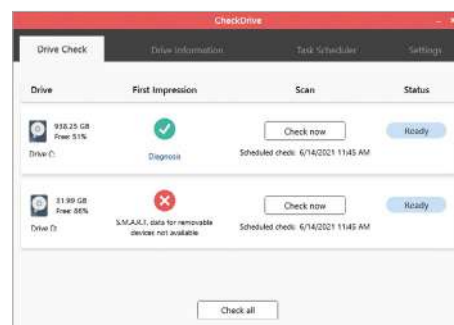 CheckDrive
Drive Check Drive Information Task Scheduler Settings
Drive First Impression Scan Status
938.25 GB
Free: 51%
Check now
Ready
Drive C: Diagnosis Scheduled check: 6/14/2021 11:45 AM
31.99 GB
Free: 86%
Check now
Ready
Drive D: S.M.A.R.T. data for removable
devices not available
Scheduled check: 6/14/2021 11:45 AM
Check all